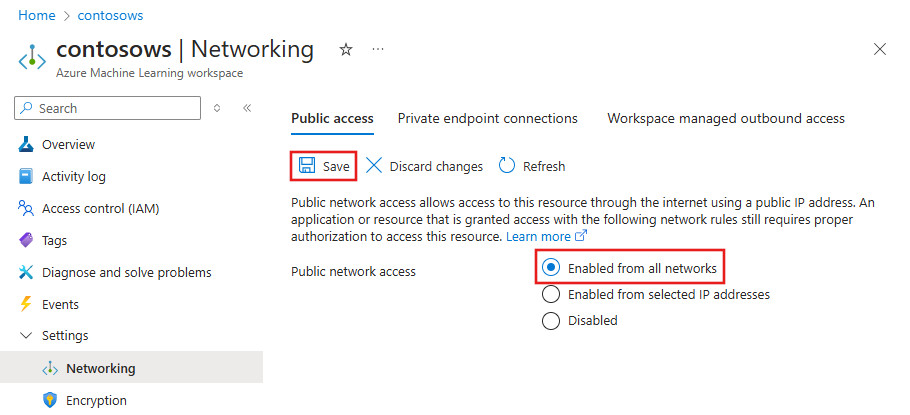 Home > contosows
contosows | Networking ☆ ···
Azure Machine Learning workspace
Search
Overview
Activity log
Access control (IAM)
Tags
Diagnose and solve problems
Events
Settings
Networking
Encryption
Public access Private endpoint connections Workspace managed outbound access
Save Discard changes Refresh
Public network access allows access to this resource through the internet using a public IP address. An
application or resource that is granted access with the following network rules still requires proper
authorization to access this resource. Learn more
Public network access
Enabled from all networks
Enabled from selected IP addresses
Disabled